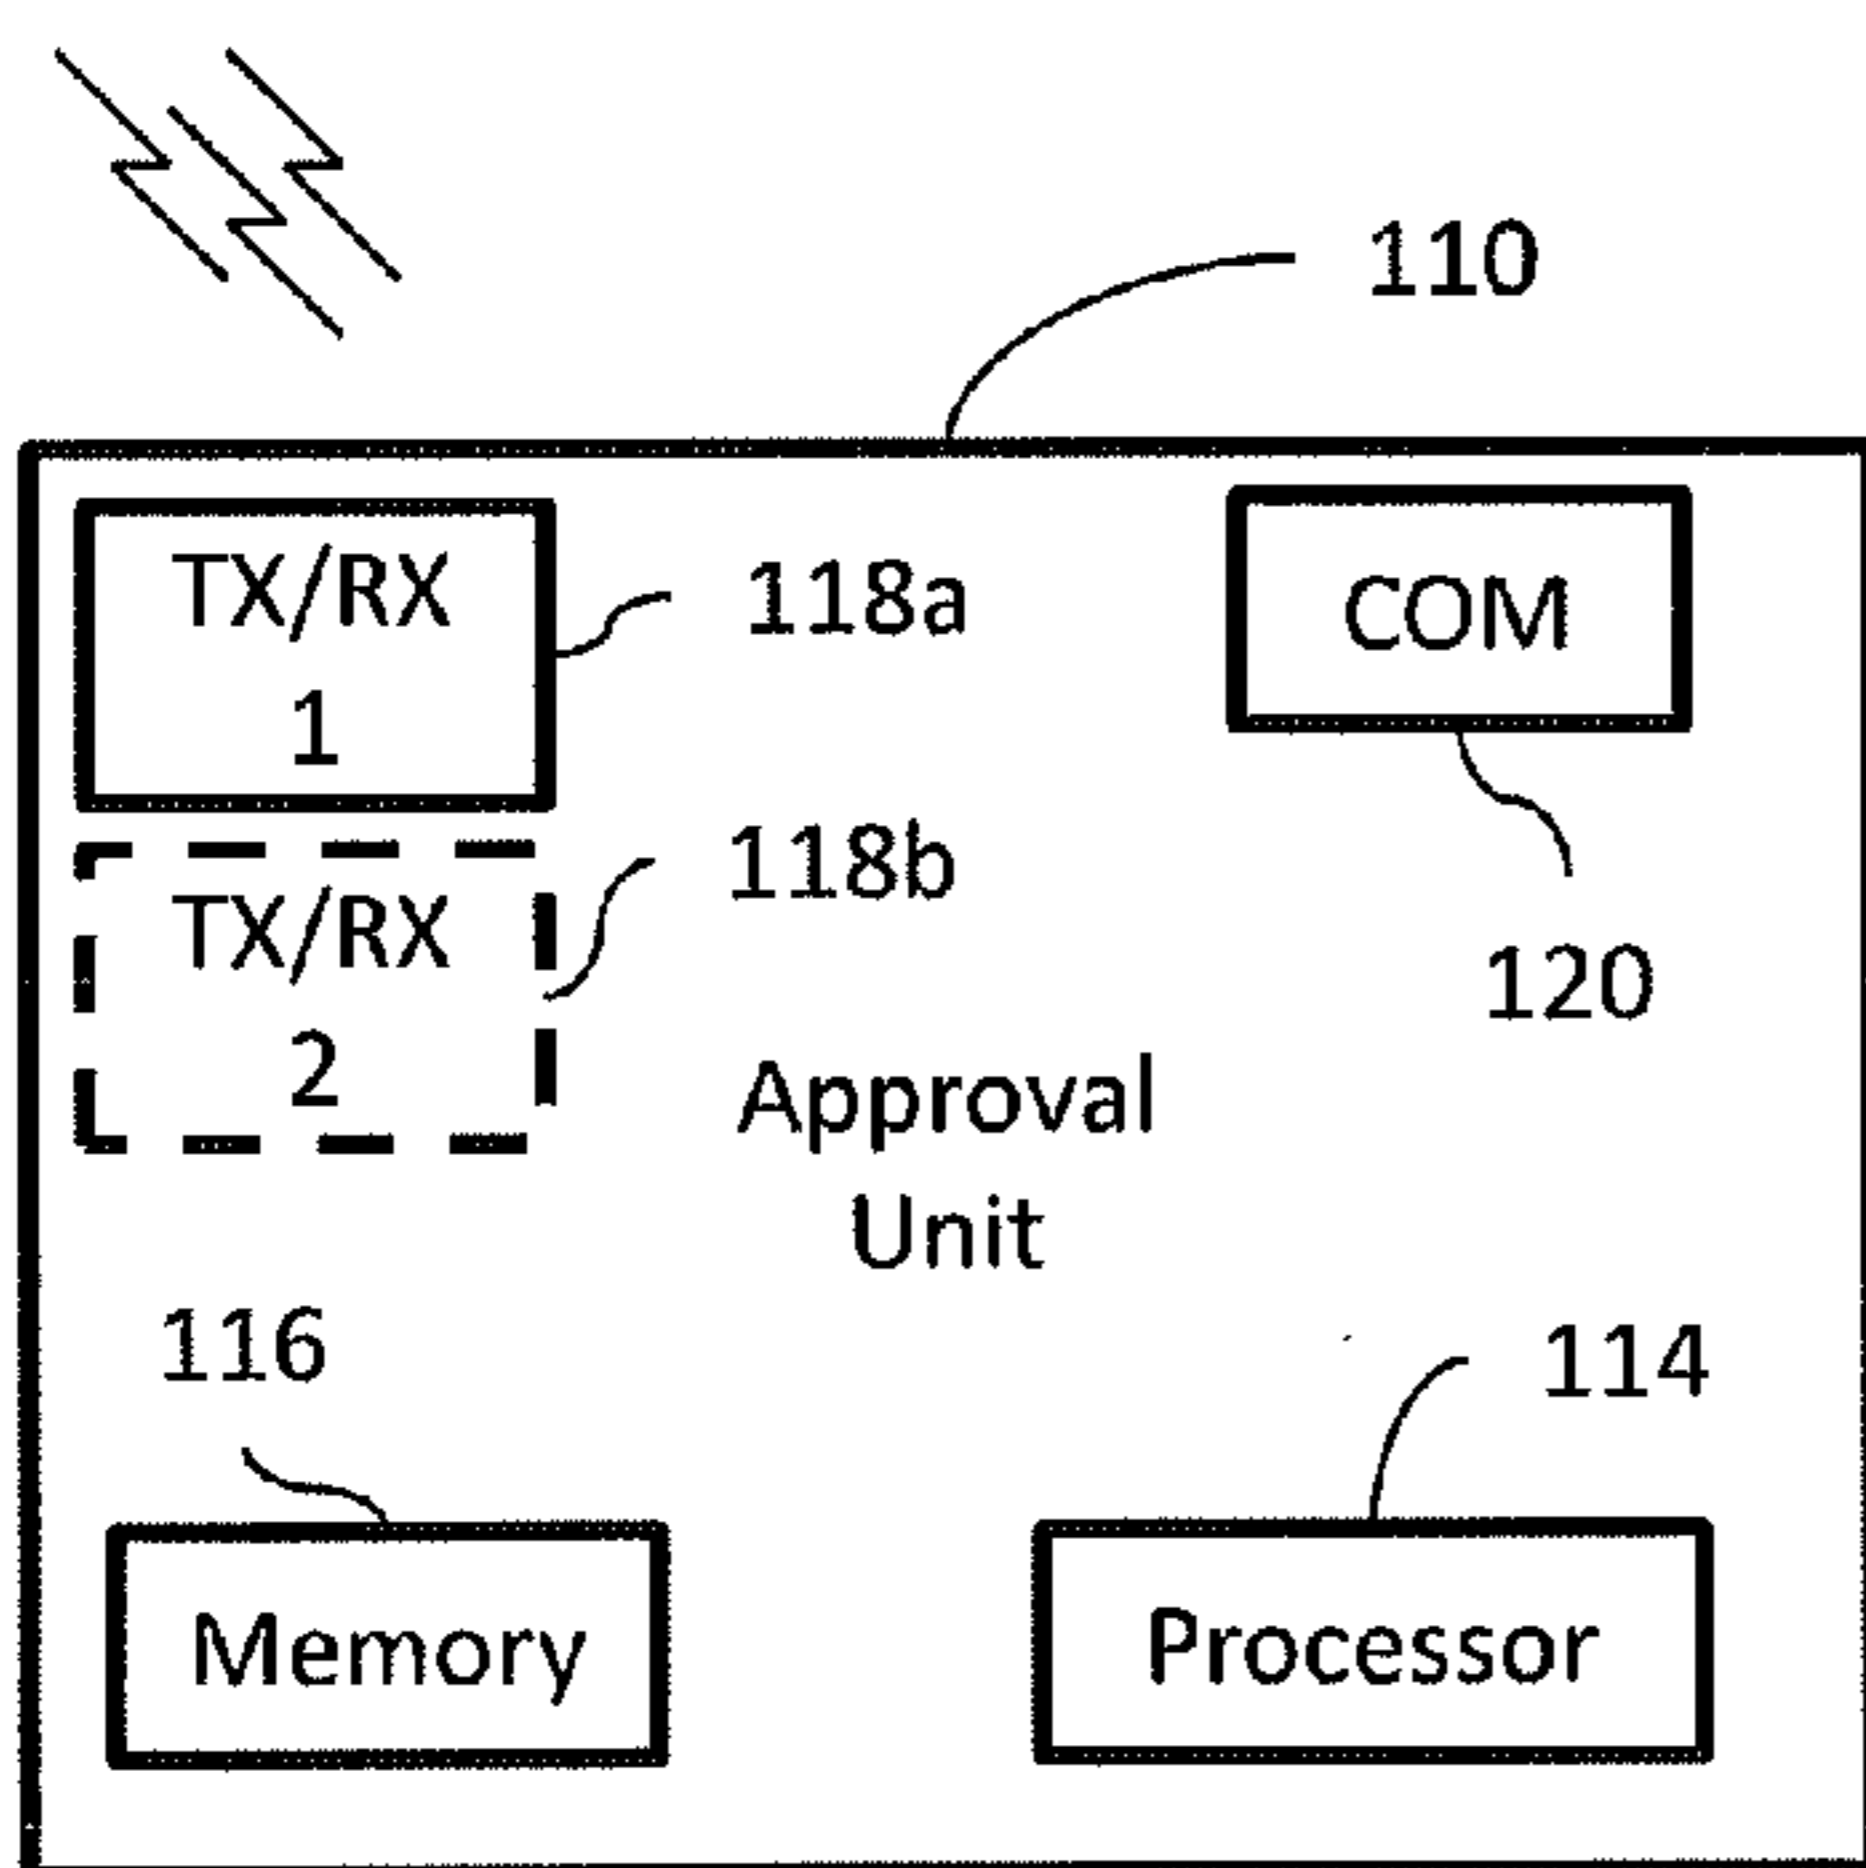 110
TX/RX
1
118a
COM
118b
TX/RX
2
120
Approval
Unit
116
114
Memory
Processor